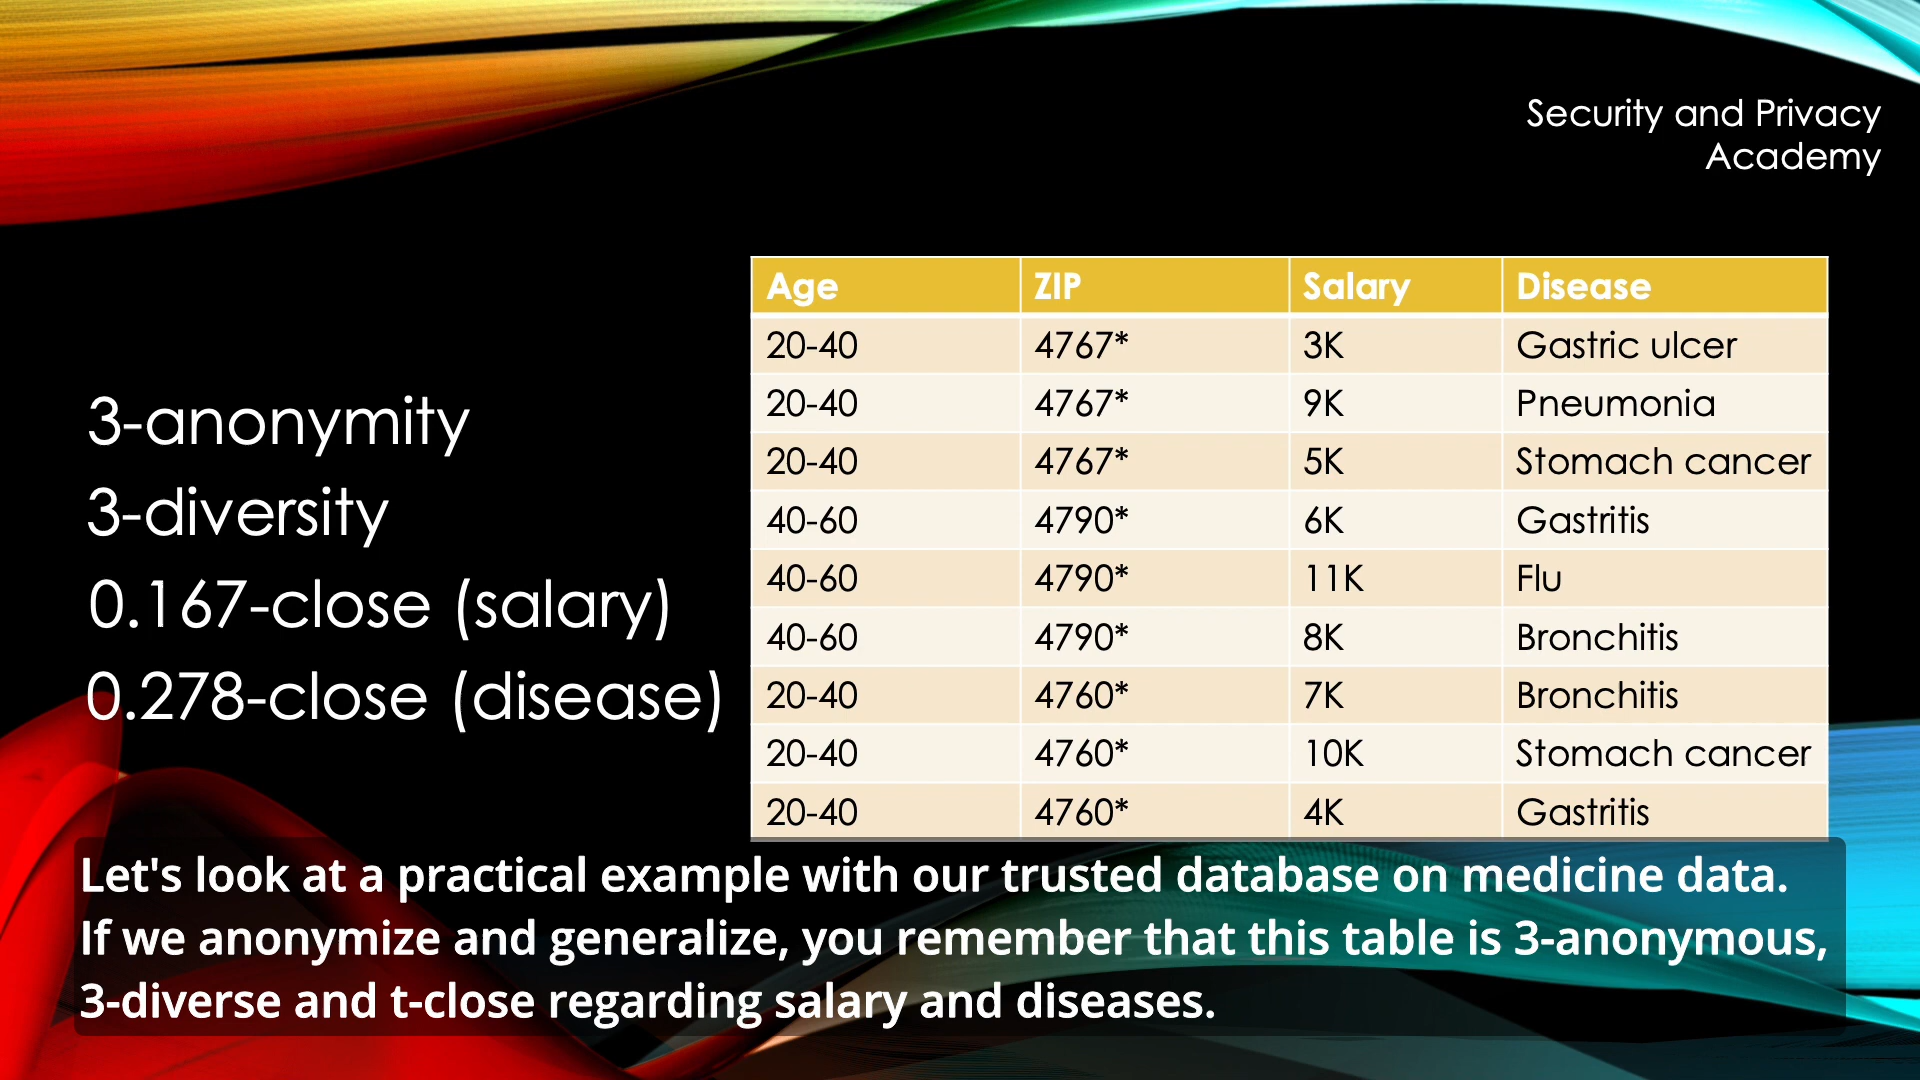 Security and Privacy
Academy
3-anonymity
3-diversity
0.167-close (salary)
0.278-close (disease)
Age ZIP Salary Disease
20-40 4767* 3K Gastric ulcer
20-40 4767* 9K Pneumonia
20-40 4767* 5K Stomach cancer
40-60 4790* 6K Gastritis
40-60 4790* 11K Flu
40-60 4790* 8K Bronchitis
20-40 4760* 7K Bronchitis
20-40 4760* 10K Stomach cancer
20-40 4760* 4K Gastritis
Let's look at a practical example with our trusted database on medicine data.
If we anonymize and generalize, you remember that this table is 3-anonymous,
3-diverse and t-close regarding salary and diseases.